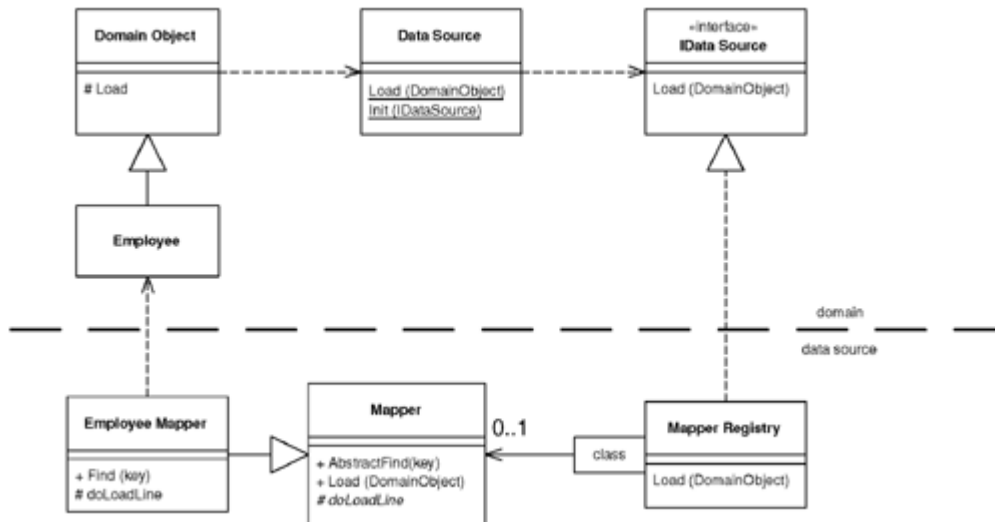 Domain Object
# Load
Data Source
Load (DomainObject)
Init (IDataSource)
«interface»
IData Source
Load (DomainObject)
Employee
domain
data source
Employee Mapper
+ Find (key)
# doLoadLine
Mapper
+ AbstractFind(key)
+ Load (DomainObject)
# doLoadLine
0..1
class
Mapper Registry
Load (DomainObject)